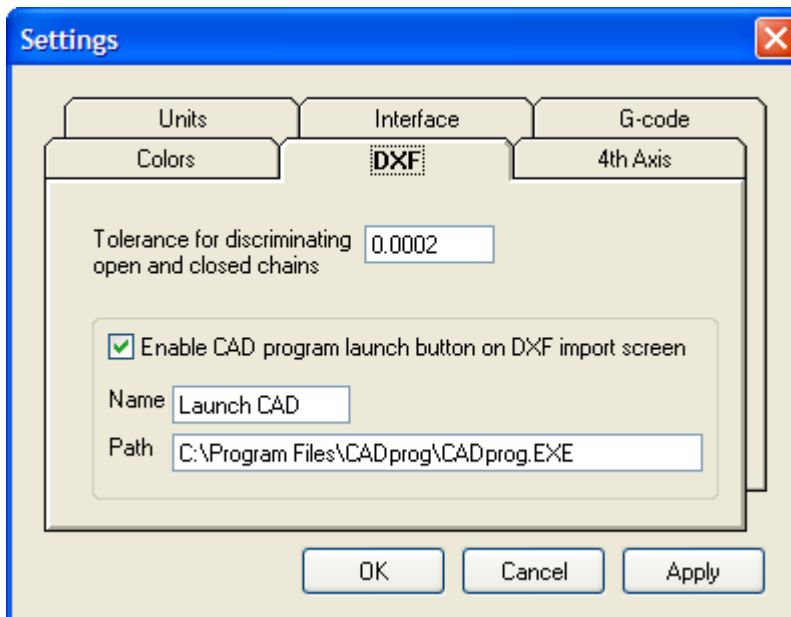 Settings
Units Interface G-code
Colors DXF 4th Axis
Tolerance for discriminating
open and closed chains
0.0002
Enable CAD program launch button on DXF import screen
Name Launch CAD
Path C:\Program Files\CADprog\CADprog.EXE
OK Cancel Apply